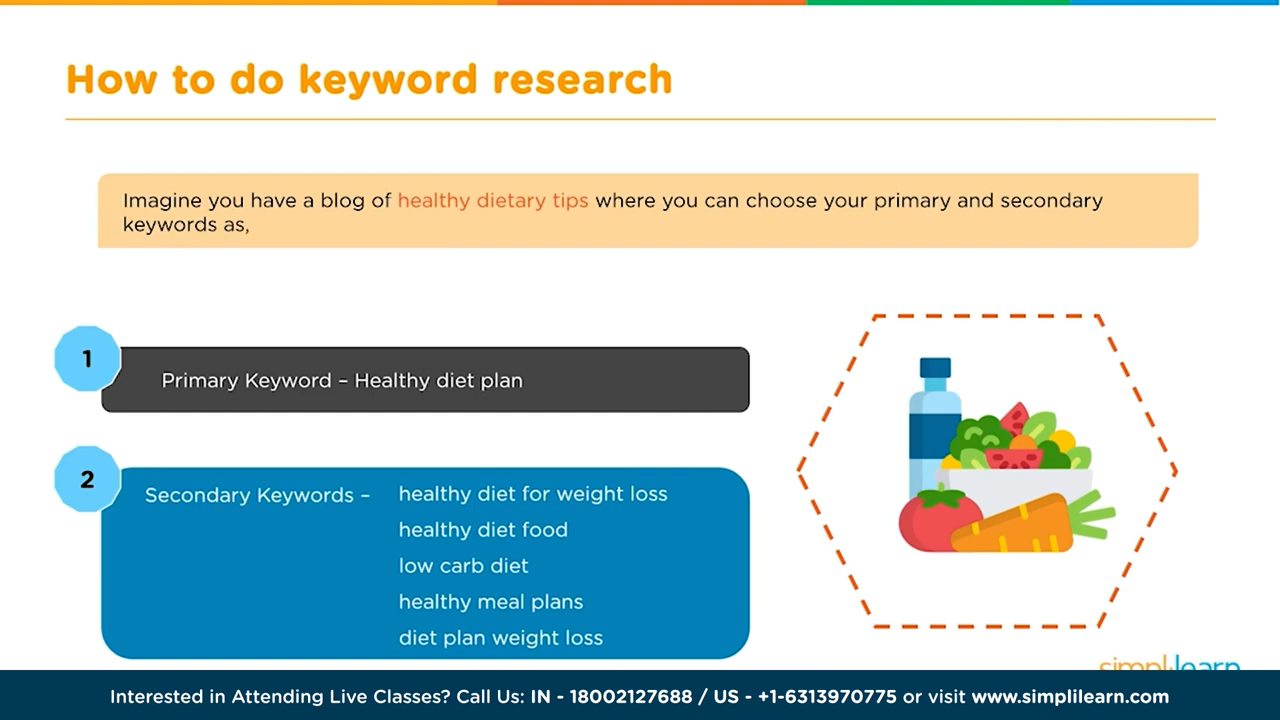 How to do keyword research
Imagine you have a blog of healthy dietary tips where you can choose your primary and secondary
keywords as,
1
Primary Keyword – Healthy diet plan
2
Secondary Keywords – healthy diet for weight loss
healthy diet food
low carb diet
healthy meal plans
diet plan weight loss
simplilearn
Interested in Attending Live Classes? Call Us: IN - 18002127688 / US - +1-6313970775 or visit www.simplilearn.com